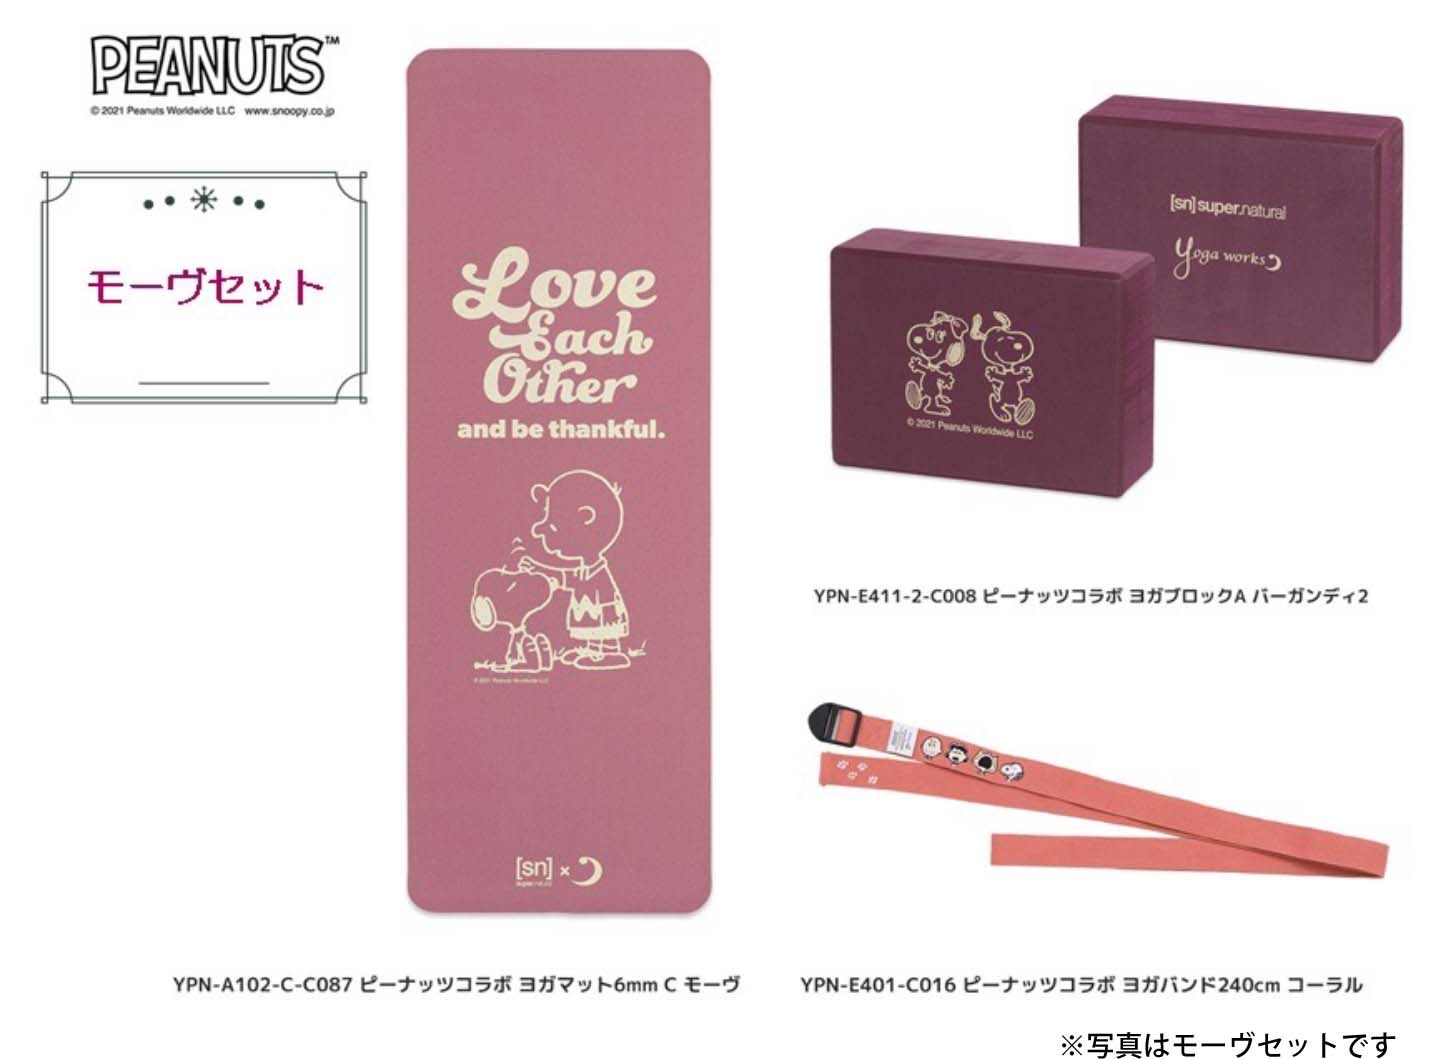 PEANUTS™
© 2021 Peanuts Worldwide LLC www.snoopy.co.jp
モーヴセット
Love
Each
Other
and be thankful.
© 2021 Peanuts Worldwide LLC
[sn] ×
super.natural
YPN-A102-C-C087 ピーナッツコラボ ヨガマット6mm C モーヴ
[sn]super.natural
Yoga works
© 2021 Peanuts Worldwide LLC
YPN-E411-2-C008 ピーナッツコラボ ヨガブロックA バーガンディ2
YPN-E401-C016 ピーナッツコラボ ヨガバンド240cm コーラル
※写真はモーヴセットです